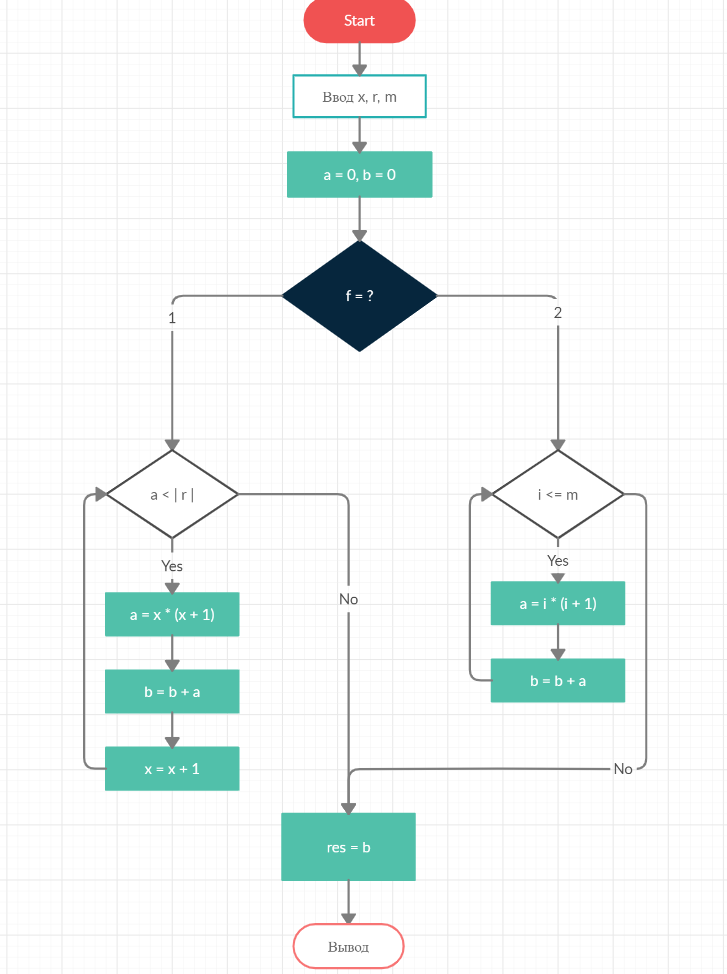 Start
Ввод x, r, m
a = 0, b = 0
f = ?
1
2
a < | r |
i <= m
Yes
Yes
No
a = x * (x + 1)
a = i * (i + 1)
b = b + a
b = b + a
x = x + 1
No
res = b
Вывод